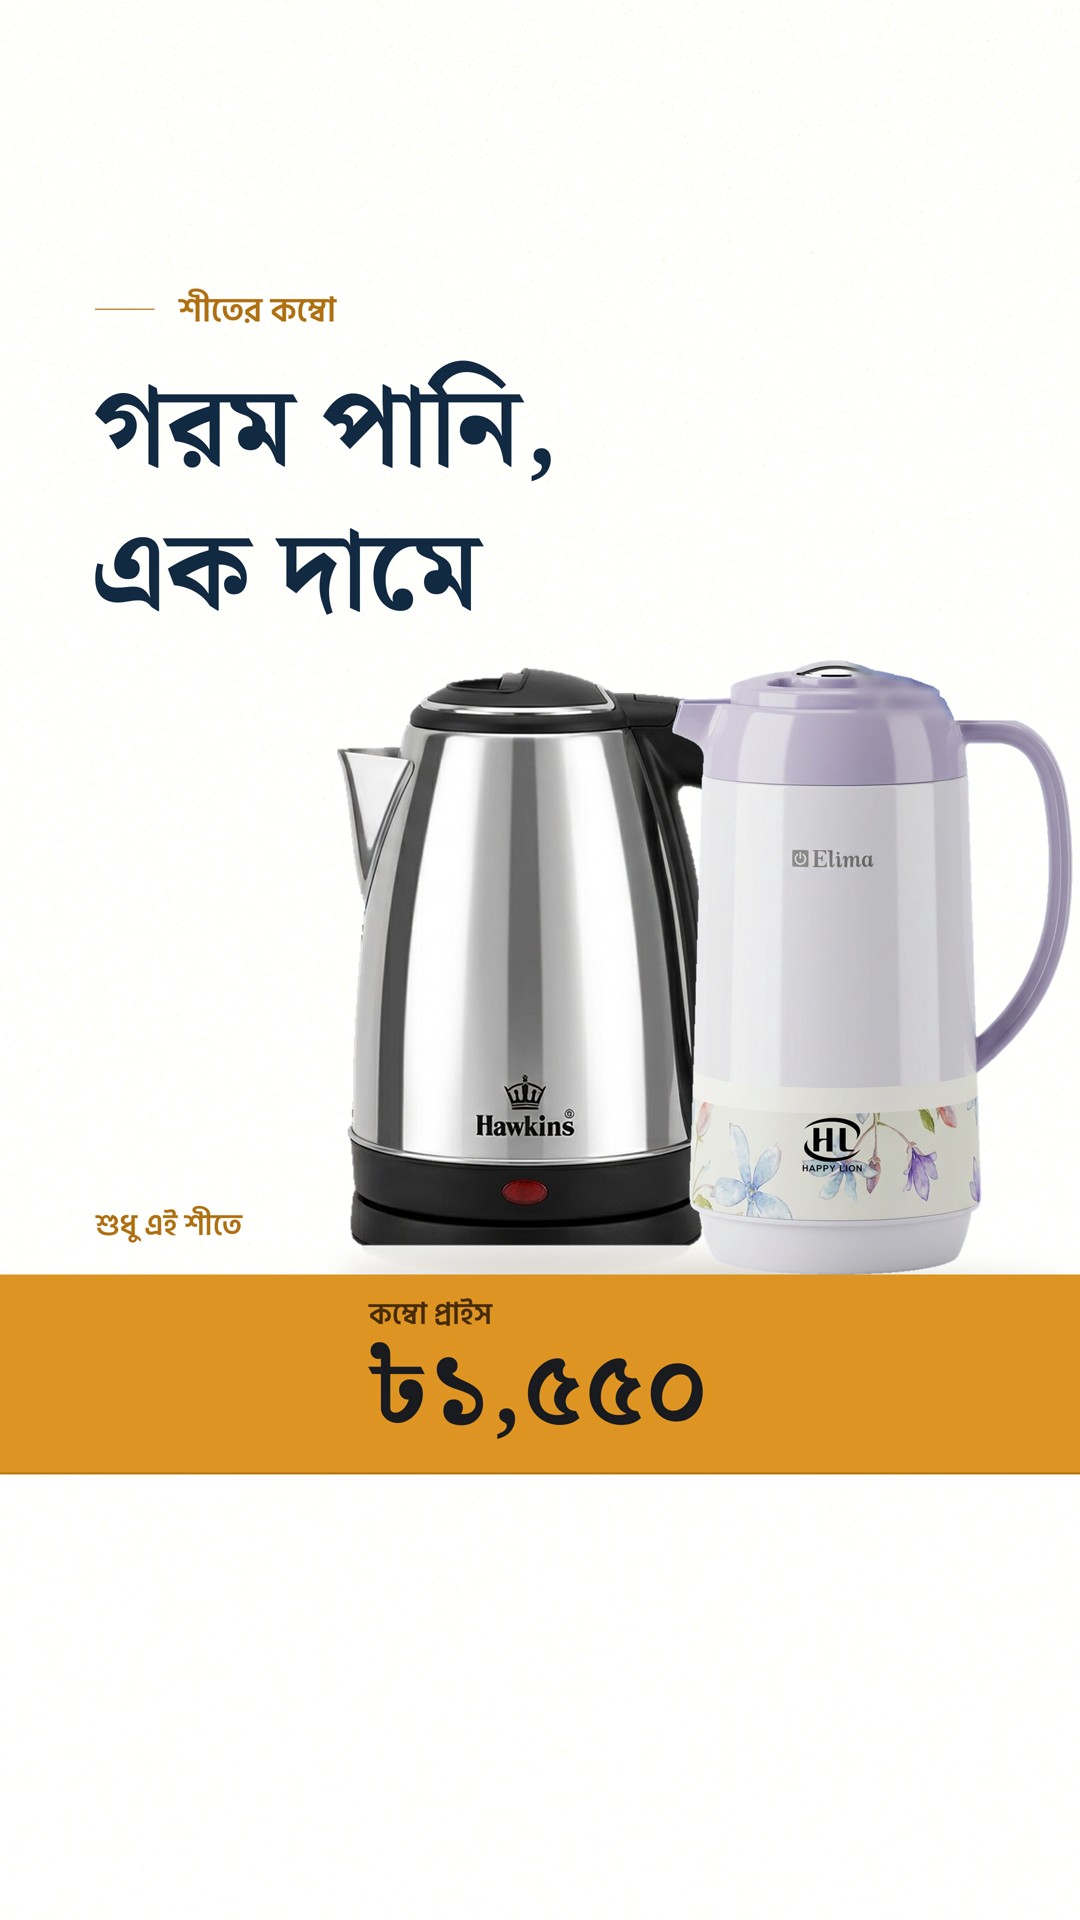 শীতের কম্বো
গরম পানি,
এক দামে
Elima
Hawkins
HL
HAPPY LION
শুধু এই শীতে
কম্বো প্রাইস
৳১,৫৫০